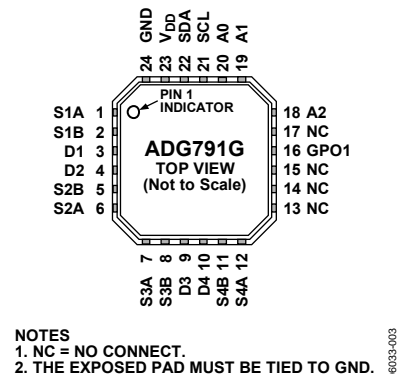 24 GND
23 VDD
22 SDA
21 SCL
20 A0
19 A1
PIN 1
INDICATOR
S1A 1
S1B 2
D1 3
D2 4
S2B 5
S2A 6
ADG791G
TOP VIEW
(Not to Scale)
18 A2
17 NC
16 GPO1
15 NC
14 NC
13 NC
S3A 7
S3B 8
D3 9
D4 10
S4B 11
S4A 12
NOTES
1. NC = NO CONNECT.
2. THE EXPOSED PAD MUST BE TIED TO GND.
6033-003